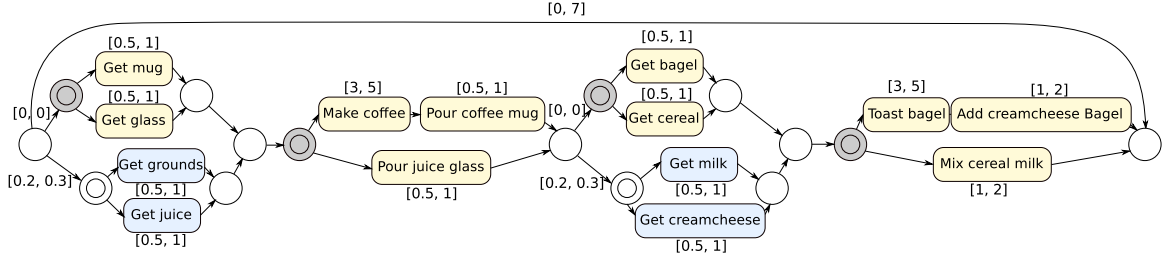 [0, 7]
[0, 0]
[0.2, 0.3]
[0.5, 1]
Get mug
[0.5, 1]
Get glass
Get grounds
[0.5, 1]
Get juice
[0.5, 1]
[3, 5]
Make coffee
[0.5, 1]
Pour coffee mug
Pour juice glass
[0.5, 1]
[0, 0]
[0.2, 0.3]
[0.5, 1]
Get bagel
[0.5, 1]
Get cereal
Get milk
[0.5, 1]
Get creamcheese
[0.5, 1]
[3, 5]
Toast bagel
[1, 2]
Add creamcheese Bagel
Mix cereal milk
[1, 2]